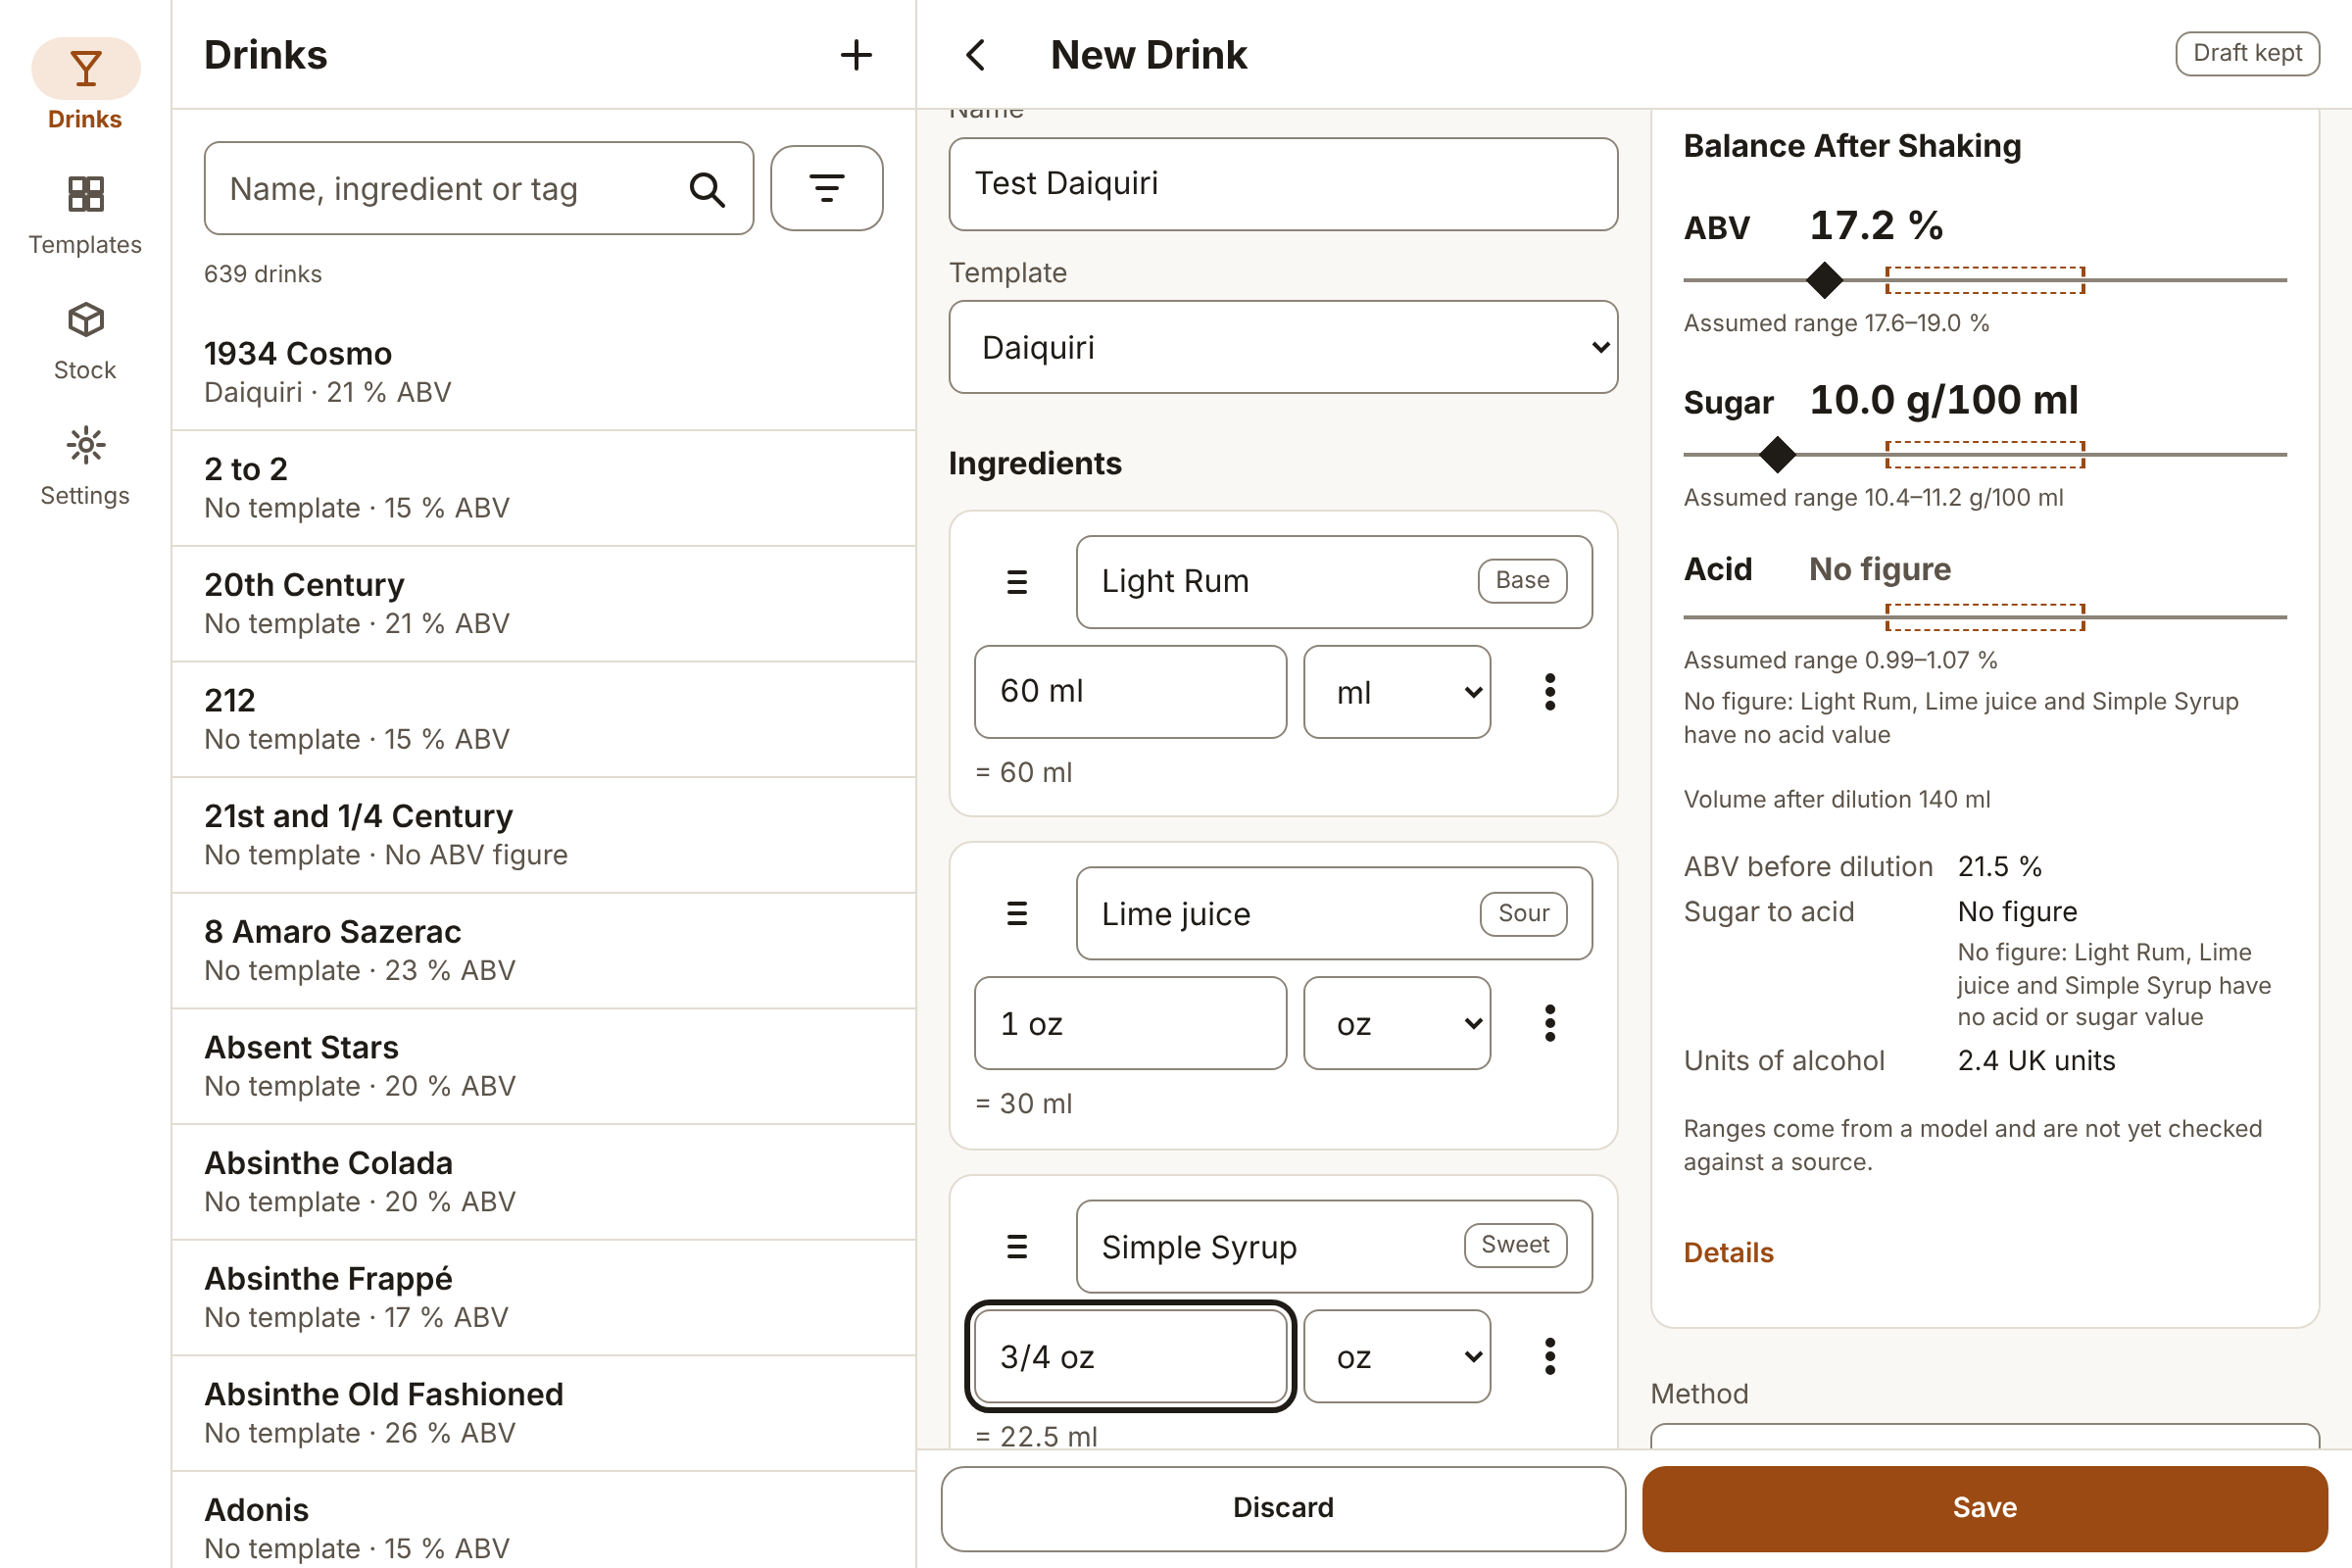 Drinks
Templates
Stock
Settings
Drinks
Name, ingredient or tag
639 drinks
1934 Cosmo
Daiquiri · 21 % ABV
2 to 2
No template · 15 % ABV
20th Century
No template · 21 % ABV
212
No template · 15 % ABV
21st and 1/4 Century
No template · No ABV figure
8 Amaro Sazerac
No template · 23 % ABV
Absent Stars
No template · 20 % ABV
Absinthe Colada
No template · 20 % ABV
Absinthe Frappé
No template · 17 % ABV
Absinthe Old Fashioned
No template · 26 % ABV
Adonis
No template · 15 % ABV
New Drink
Draft kept
Name
Test Daiquiri
Template
Daiquiri
Ingredients
Light Rum
Base
60 ml
ml
= 60 ml
Lime juice
Sour
1 oz
oz
= 30 ml
Simple Syrup
Sweet
3/4 oz
oz
= 22.5 ml
Balance After Shaking
ABV 17.2 %
Assumed range 17.6–19.0 %
Sugar 10.0 g/100 ml
Assumed range 10.4–11.2 g/100 ml
Acid No figure
Assumed range 0.99–1.07 %
No figure: Light Rum, Lime juice and Simple Syrup
have no acid value
Volume after dilution 140 ml
ABV before dilution 21.5 %
Sugar to acid No figure
No figure: Light Rum, Lime
juice and Simple Syrup have
no acid or sugar value
Units of alcohol 2.4 UK units
Ranges come from a model and are not yet checked
against a source.
Details
Method
Discard
Save